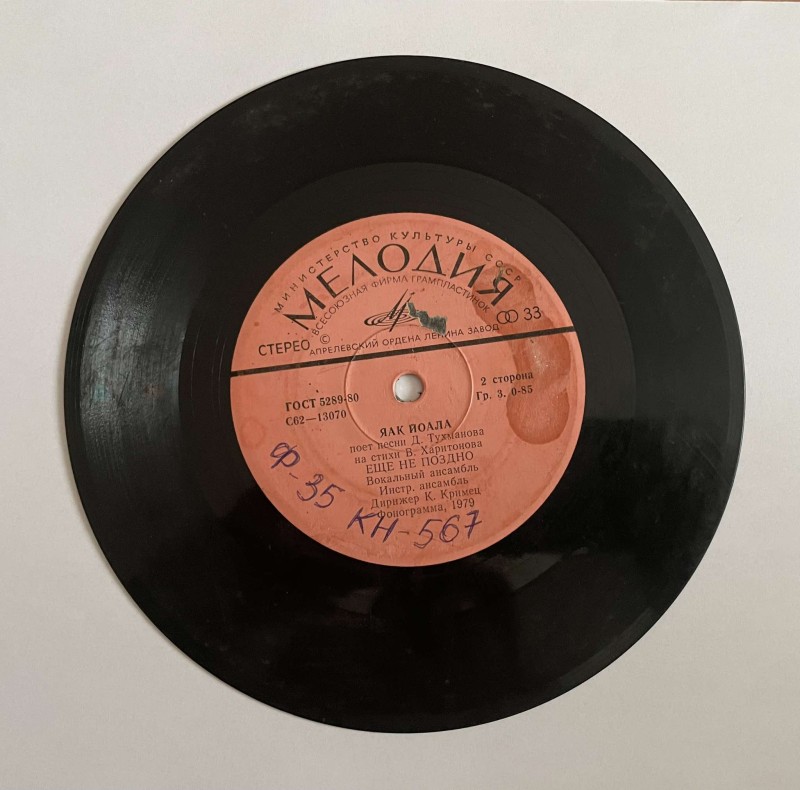 МИНИСТЕРСТВО КУЛЬТУРЫ СССР
МЕЛОДИЯ
ВСЕСОЮЗНАЯ ФИРМА ГРАМПЛАСТИНОК
СТЕРЕО
33
АПРЕЛЕВСКИЙ ОРДЕНА ЛЕНИНА ЗАВОД
ГОСТ 5289-80
С62—13070
2 сторона
Гр. 3. 0-85
ЯАК ЙОАЛА
поет песни Д. Тухманова
на стихи В. Харитонова
ЕЩЕ НЕ ПОЗДНО
Вокальный ансамбль
Инстр. ансамбль
Дирижер К. Кримец
Фонограмма, 1979
Ф-35
КН-567